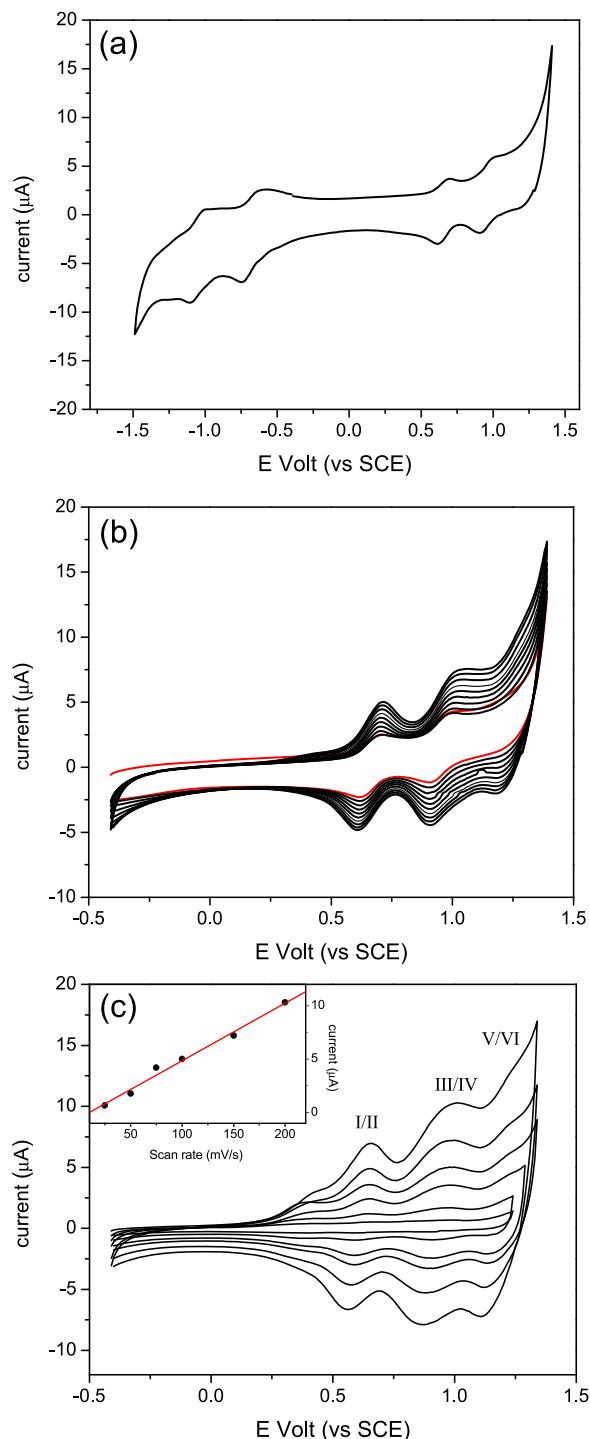 (a)
20
15
10
5
0
-5
-10
-15
-20
current (μA)
-1.5 -1.0 -0.5 0.0 0.5 1.0 1.5
E Volt (vs SCE)
(b)
20
15
10
5
0
-5
-10
current (μA)
-0.5 0.0 0.5 1.0 1.5
E Volt (vs SCE)
(c)
20
15
10
5
0
-5
-10
current (μA)
10
5
0
current (μA)
50 100 150 200
Scan rate (mV/s)
V/VI
III/IV
I/II
-0.5 0.0 0.5 1.0 1.5
E Volt (vs SCE)